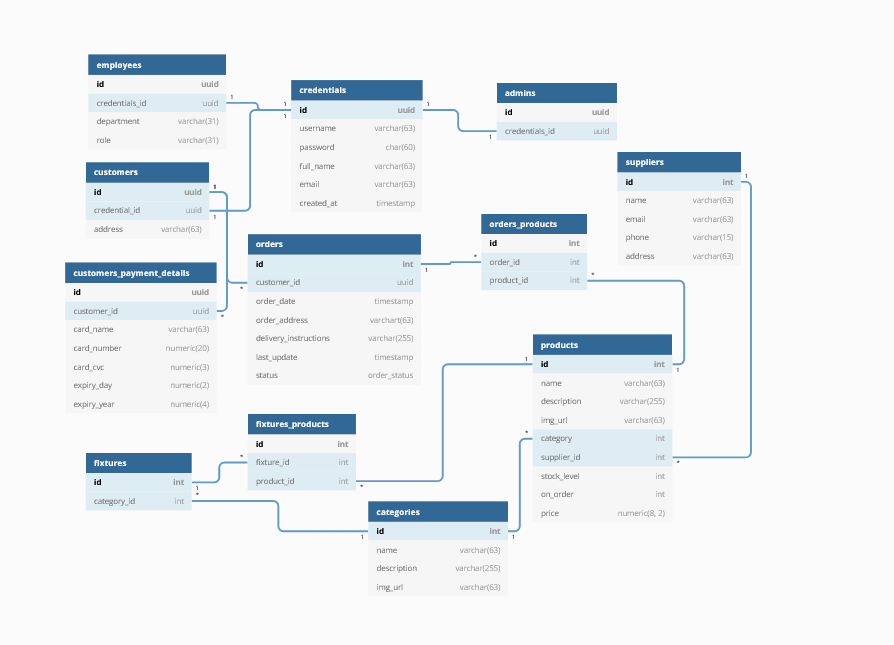 employees
id uuid
credentials_id uuid
department varchar(31)
role varchar(31)
credentials
id uuid
username varchar(63)
password char(60)
full_name varchar(63)
email varchar(63)
created_at timestamp
admins
id uuid
credentials_id uuid
suppliers
id int
name varchar(63)
email varchar(63)
phone varchar(15)
address varchar(63)
customers
id uuid
credential_id uuid
address varchar(63)
orders
id int
customer_id uuid
order_date timestamp
order_address varchart(63)
delivery_instructions varchar(255)
last_update timestamp
status order_status
orders_products
id int
order_id int
product_id int
customers_payment_details
id uuid
customer_id uuid
card_name varchar(63)
card_number numeric(20)
card_cvc numeric(3)
expiry_day numeric(2)
expiry_year numeric(4)
products
id int
name varchar(63)
description varchar(255)
img_url varchar(63)
category int
supplier_id int
stock_level int
on_order int
price numeric(8, 2)
fixtures_products
id int
fixture_id int
product_id int
fixtures
id int
category_id int
categories
id int
name varchar(63)
description varchar(255)
img_url varchar(63)
1
1
1
1
1
1
1
1
*
*
1
*
*
1
1
*
*
1
*
*
1
*
1
1